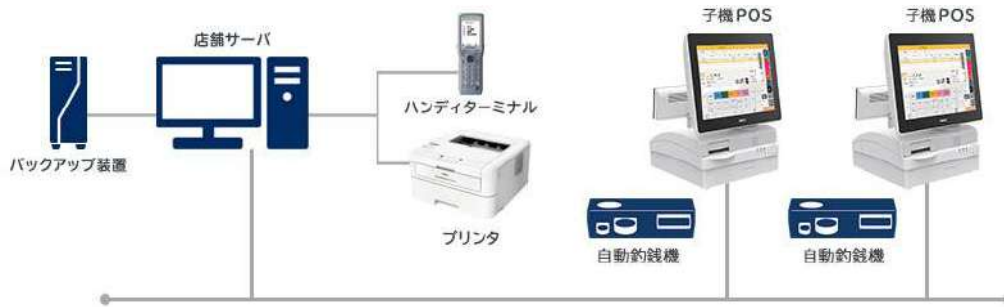 子機POS
子機POS
店舗サーバ
ハンディターミナル
バックアップ装置
プリンタ
自動釣銭機
自動釣銭機